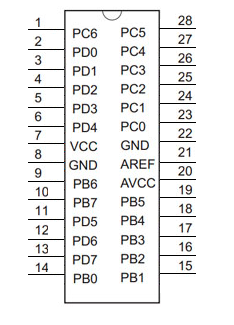 1 PC6 PC5 28
2 PD0 PC4 27
3 PD1 PC3 26
4 PD2 PC2 25
5 PD3 PC1 24
6 PD4 PC0 23
7 VCC GND 22
8 GND AREF 21
9 PB6 AVCC 20
10 PB7 PB5 19
11 PD5 PB4 18
12 PD6 PB3 17
13 PD7 PB2 16
14 PB0 PB1 15